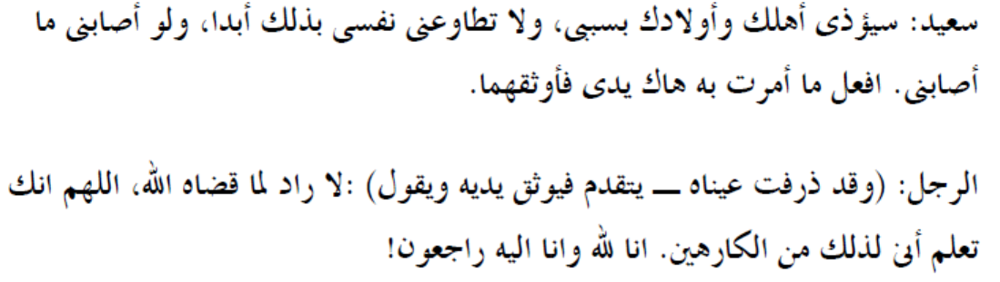 سعيد: سيؤذى أهلك وأولادك بسببى، ولا تطاوعنى نفسى بذلك أبدا، ولو أصابنى ما
أصابنى. افعل ما أمرت به هاك يدى فأوثقهما.
الرجل: (وقد ذرفت عيناه ــ يتقدم فيوثق يديه ويقول) :لا راد لما قضاه الله، اللهم انك
تعلم أنى لذلك من الكارهين. انا لله وانا اليه راجعون!